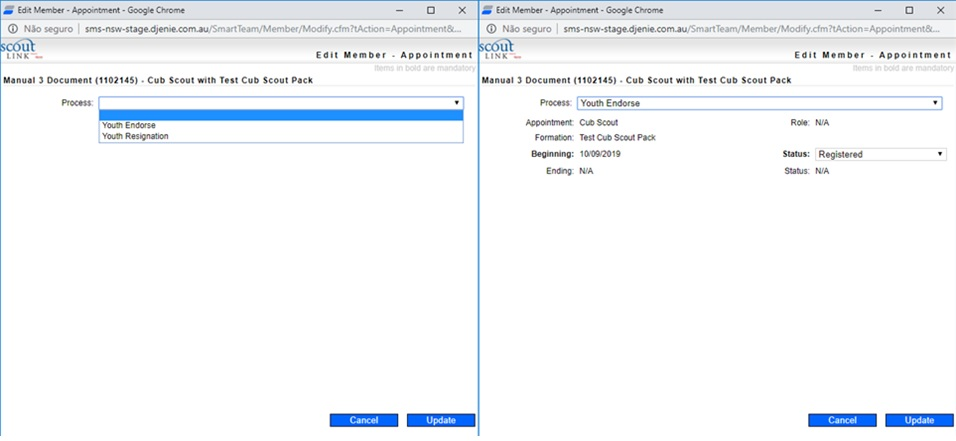 Edit Member - Appointment - Google Chrome
Não seguro | sms-nsw-stage.djenie.com.au/SmartTeam/Member/Modify.cfm?tAction=Appointment&...
scout
LINK
Edit Member - Appointment
Items in bold are mandatory
Manual 3 Document (1102145) - Cub Scout with Test Cub Scout Pack
Process:
Youth Endorse
Youth Resignation
Cancel Update
Edit Member - Appointment - Google Chrome
Não seguro | sms-nsw-stage.djenie.com.au/SmartTeam/Member/Modify.cfm?tAction=Appointment&...
scout
LINK
Edit Member - Appointment
Items in bold are mandatory
Manual 3 Document (1102145) - Cub Scout with Test Cub Scout Pack
Process: Youth Endorse
Appointment: Cub Scout Role: N/A
Formation: Test Cub Scout Pack
Beginning: 10/09/2019 Status: Registered
Ending: N/A Status: N/A
Cancel Update